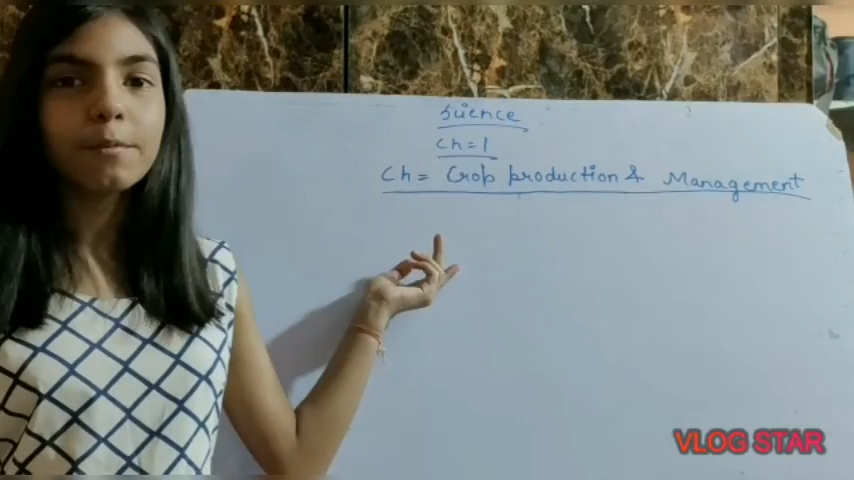 Science
Ch = 1
Ch = Crop production & Management
VLOG STAR